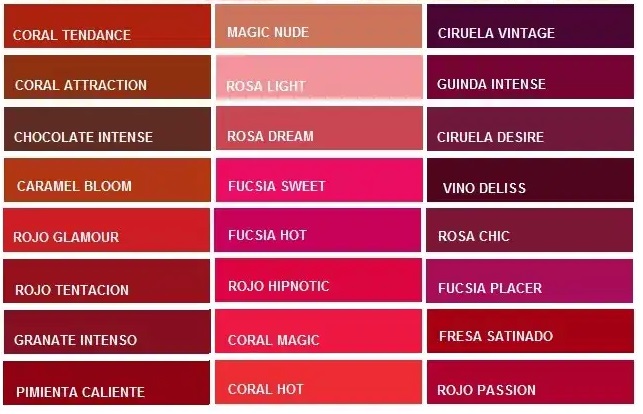 CORAL TENDANCE
MAGIC NUDE
CIRUELA VINTAGE
CORAL ATTRACTION
ROSA LIGHT
GUINDA INTENSE
CHOCOLATE INTENSE
ROSA DREAM
CIRUELA DESIRE
CARAMEL BLOOM
FUCSIA SWEET
VINO DELISS
ROJO GLAMOUR
FUCSIA HOT
ROSA CHIC
ROJO TENTACION
ROJO HIPNOTIC
FUCSIA PLACER
GRANATE INTENSO
CORAL MAGIC
FRESA SATINADO
PIMIENTA CALIENTE
CORAL HOT
ROJO PASSION